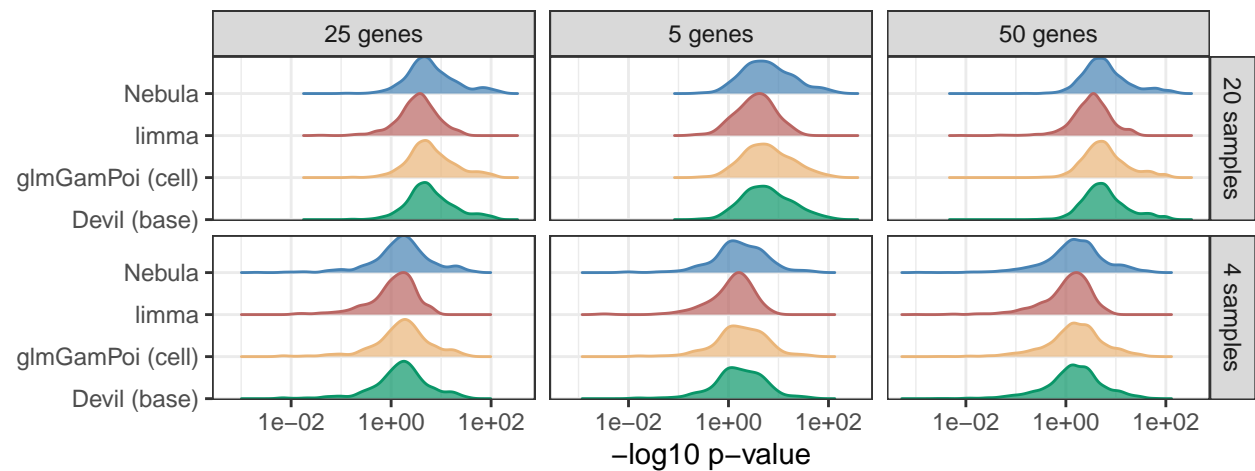 25 genes
5 genes
50 genes
20 samples
Nebula
limma
glmGamPoi (cell)
Devil (base)
4 samples
Nebula
limma
glmGamPoi (cell)
Devil (base)
1e−02 1e+00 1e+02
1e−02 1e+00 1e+02
1e−02 1e+00 1e+02
−log10 p−value